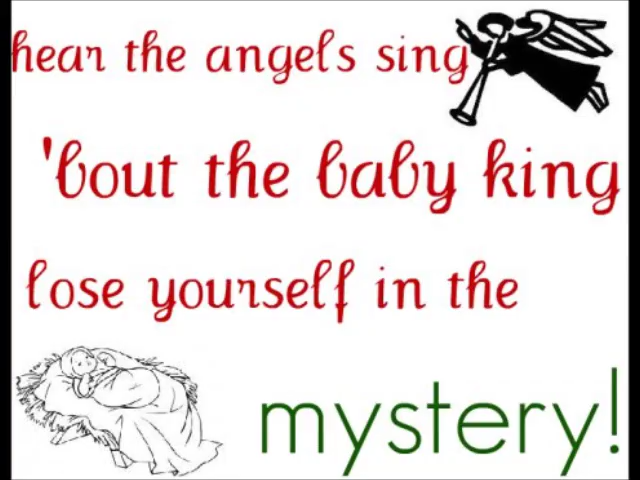 hear the angels sing
'bout the baby king
lose yourself in the
mystery!